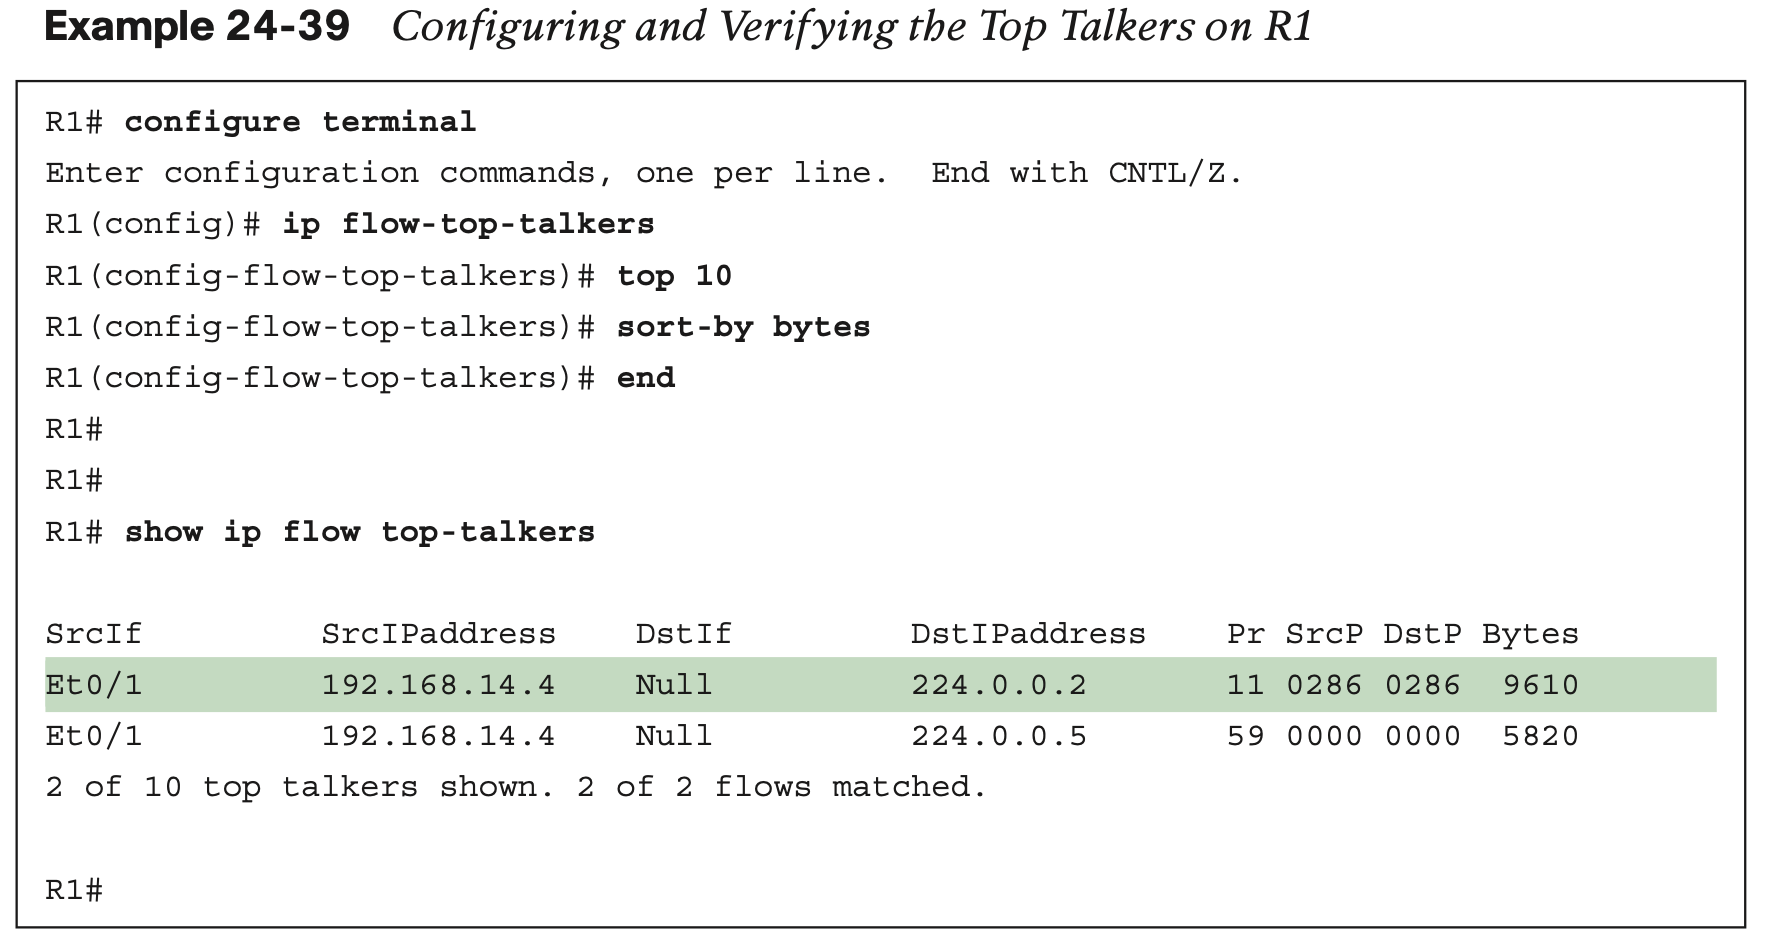 Example 24-39 Configuring and Verifying the Top Talkers on R1
R1# configure terminal
Enter configuration commands, one per line.  End with CNTL/Z.
R1(config)# ip flow-top-talkers
R1(config-flow-top-talkers)# top 10
R1(config-flow-top-talkers)# sort-by bytes
R1(config-flow-top-talkers)# end
R1#
R1#
R1# show ip flow top-talkers
SrcIf         SrcIPaddress    DstIf         DstIPaddress    Pr SrcP DstP Bytes
Et0/1         192.168.14.4    Null          224.0.0.2       11 0286 0286  9610
Et0/1         192.168.14.4    Null          224.0.0.5       59 0000 0000  5820
2 of 10 top talkers shown. 2 of 2 flows matched.
R1#